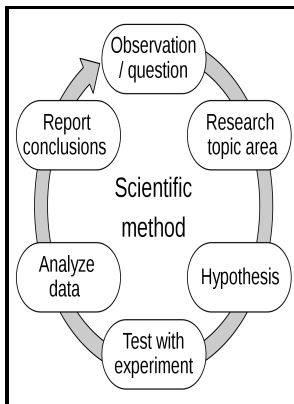 Observation
/ question
Research
topic area
Hypothesis
Test with
experiment
Analyze
data
Report
conclusions
Scientific
method